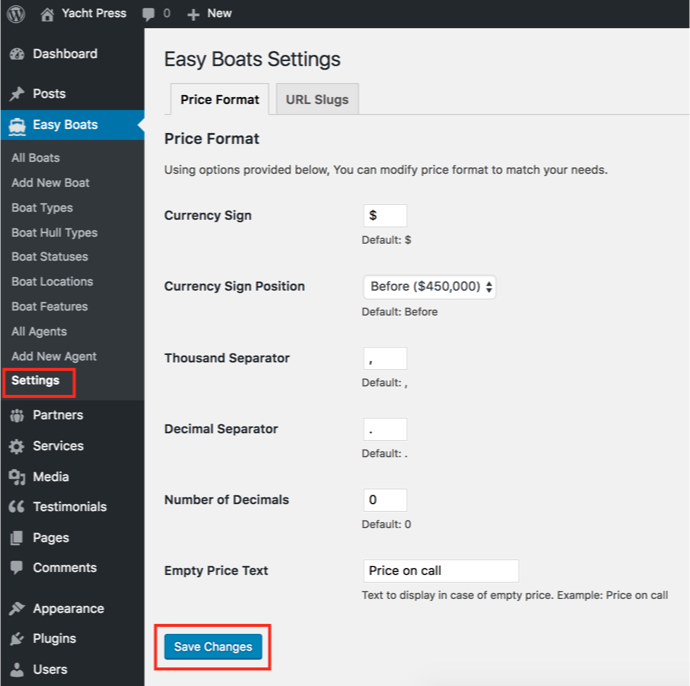 Yacht Press 0 New
Dashboard
Posts
Easy Boats
All Boats
Add New Boat
Boat Types
Boat Hull Types
Boat Statuses
Boat Locations
Boat Features
All Agents
Add New Agent
Settings
Partners
Services
Media
Testimonials
Pages
Comments
Appearance
Plugins
Users
Easy Boats Settings
Price Format URL Slugs
Price Format
Using options provided below, You can modify price format to match your needs.
Currency Sign $
Default: $
Currency Sign Position Before ($450,000)
Default: Before
Thousand Separator ,
Default: ,
Decimal Separator .
Default: .
Number of Decimals 0
Default: 0
Empty Price Text Price on call
Text to display in case of empty price. Example: Price on call
Save Changes